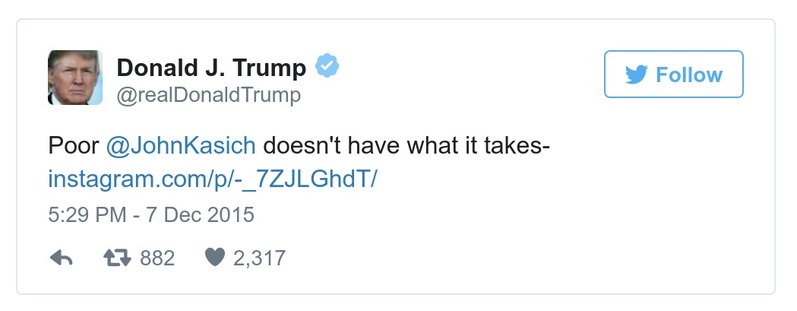 Donald J. Trump
@realDonaldTrump
Follow
Poor @JohnKasich doesn't have what it takes-
instagram.com/p/-_7ZJLGhdT/
5:29 PM - 7 Dec 2015
882 2,317